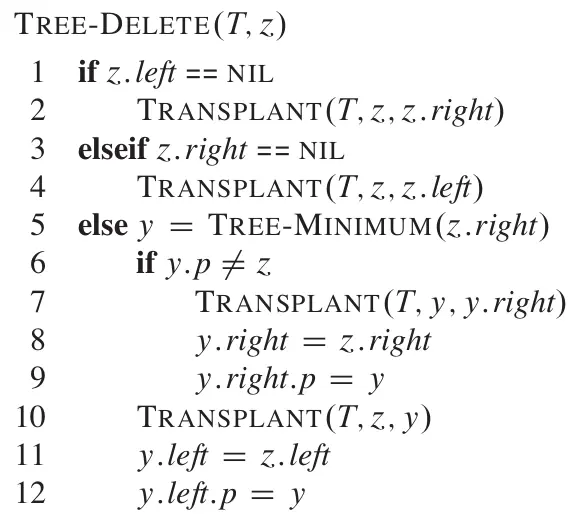 TREE-DELETE(T, z)
1 if z.left == NIL
2 TRANSPLANT(T, z, z.right)
3 elseif z.right == NIL
4 TRANSPLANT(T, z, z.left)
5 else y = TREE-MINIMUM(z.right)
6 if y.p ≠ z
7 TRANSPLANT(T, y, y.right)
8 y.right = z.right
9 y.right.p = y
10 TRANSPLANT(T, z, y)
11 y.left = z.left
12 y.left.p = y